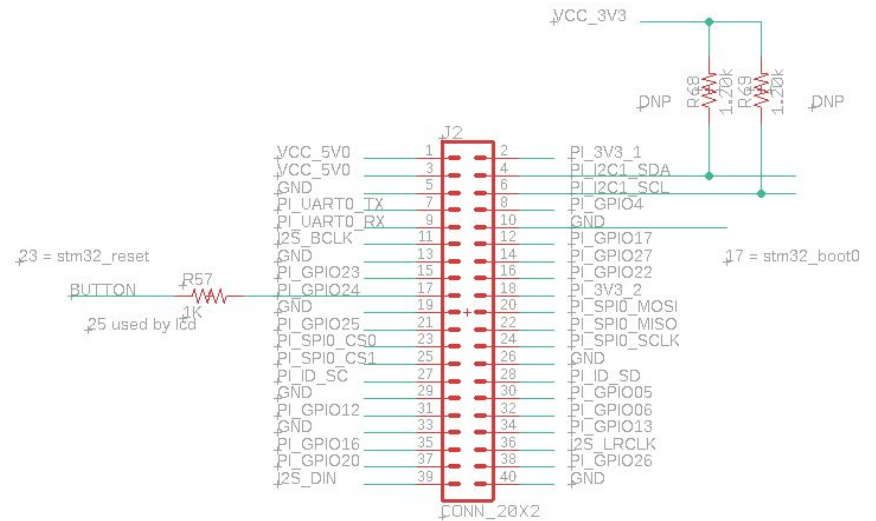 VCC_3V3
R68
1.20k
R69
1.20k
DNP
DNP
J2
VCC_5V0 1 2 PI_3V3_1
VCC_5V0 3 4 PI_I2C1_SDA
GND 5 6 PI_I2C1_SCL
PI_UART0_TX 7 8 PI_GPIO4
PI_UART0_RX 9 10 GND
I2S_BCLK 11 12 PI_GPIO17
GND 13 14 PI_GPIO27
PI_GPIO23 15 16 PI_GPIO22
PI_GPIO24 17 18 PI_3V3_2
GND 19 20 PI_SPI0_MOSI
PI_GPIO25 21 22 PI_SPI0_MISO
PI_SPI0_CS0 23 24 PI_SPI0_SCLK
PI_SPI0_CS1 25 26 GND
PI_ID_SC 27 28 PI_ID_SD
GND 29 30 PI_GPIO05
PI_GPIO12 31 32 PI_GPIO06
GND 33 34 PI_GPIO13
PI_GPIO16 35 36 I2S_LRCLK
PI_GPIO20 37 38 PI_GPIO26
I2S_DIN 39 40 GND
CONN_20X2
23 = stm32_reset
17 = stm32_boot0
BUTTON
R57
1K
25 used by lcd